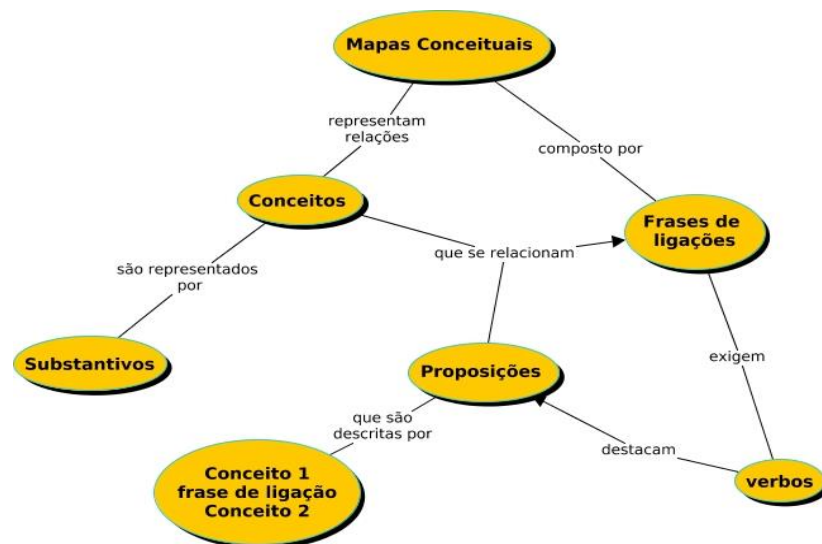 Mapas Conceituais
representam
relações
composto por
Conceitos
Frases de
ligações
que se relacionam
são representados
por
Substantivos
Proposições
exigem
que são
descritas por
destacam
Conceito 1
frase de ligação
Conceito 2
verbos